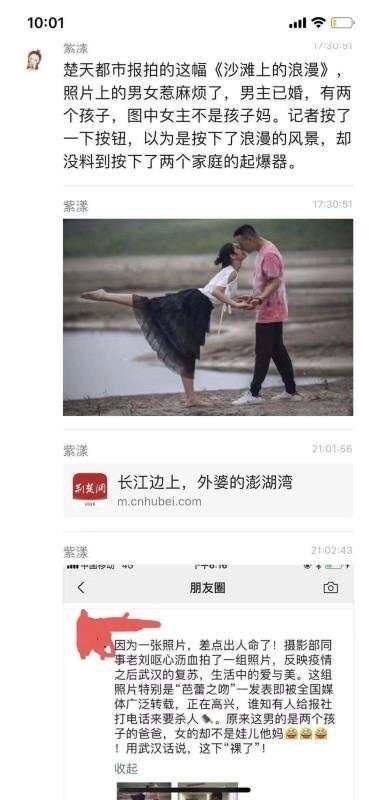 10:01
紫漾
17:30:51
楚天都市报拍的这幅《沙滩上的浪漫》，
照片上的男女惹麻烦了，男主已婚，有两
个孩子，图中女主不是孩子妈。记者按了
一下按钮，以为是按下了浪漫的风景，却
没料到按下了两个家庭的起爆器。
紫漾
17:30:51
紫漾
21:01:56
荆楚网
长江边上，外婆的澎湖湾
m.cnhubei.com
紫漾
21:02:43
中国移动 4G
下午8:16
朋友圈
因为一张照片，差点出人命了！摄影部同
事老刘呕心沥血拍了一组照片，反映疫情
之后武汉的复苏，生活中的爱与美。这组
照片特别是“芭蕾之吻”一发表即被全国媒
体广泛转载，正在高兴，谁知有人给报社
打电话来要杀人🔪。原来这男的是两个孩
子的爸爸，女的却不是娃儿他妈😄😄😄
！用武汉话说，这下“裸了”！
收起